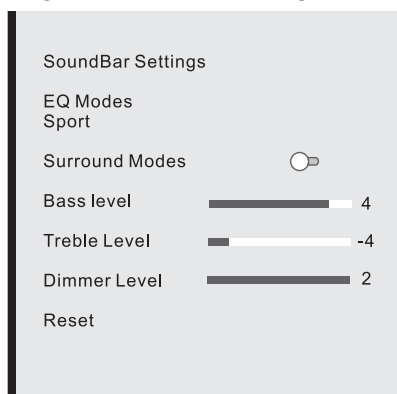 SoundBar Settings
EQ Modes
Sport
Surround Modes
Bass level 4
Treble Level -4
Dimmer Level 2
Reset